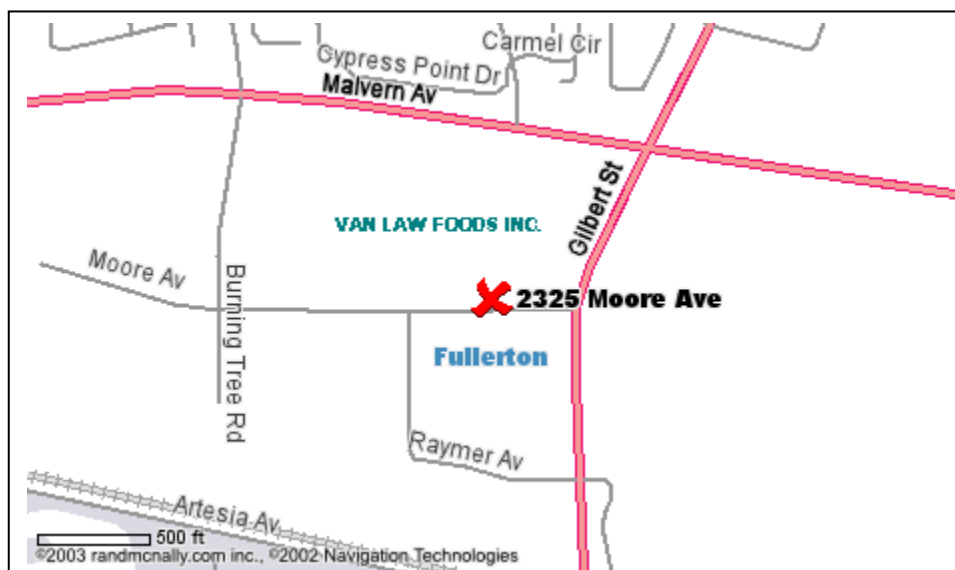 Carmel Cir
Cypress Point Dr
Malvern Av
Gilbert St
VAN LAW FOODS INC.
Moore Av
Burning Tree Rd
2325 Moore Ave
Fullerton
Raymer Av
Artesia Av
500 ft
©2003 randmcnally.com inc., ©2002 Navigation Technologies